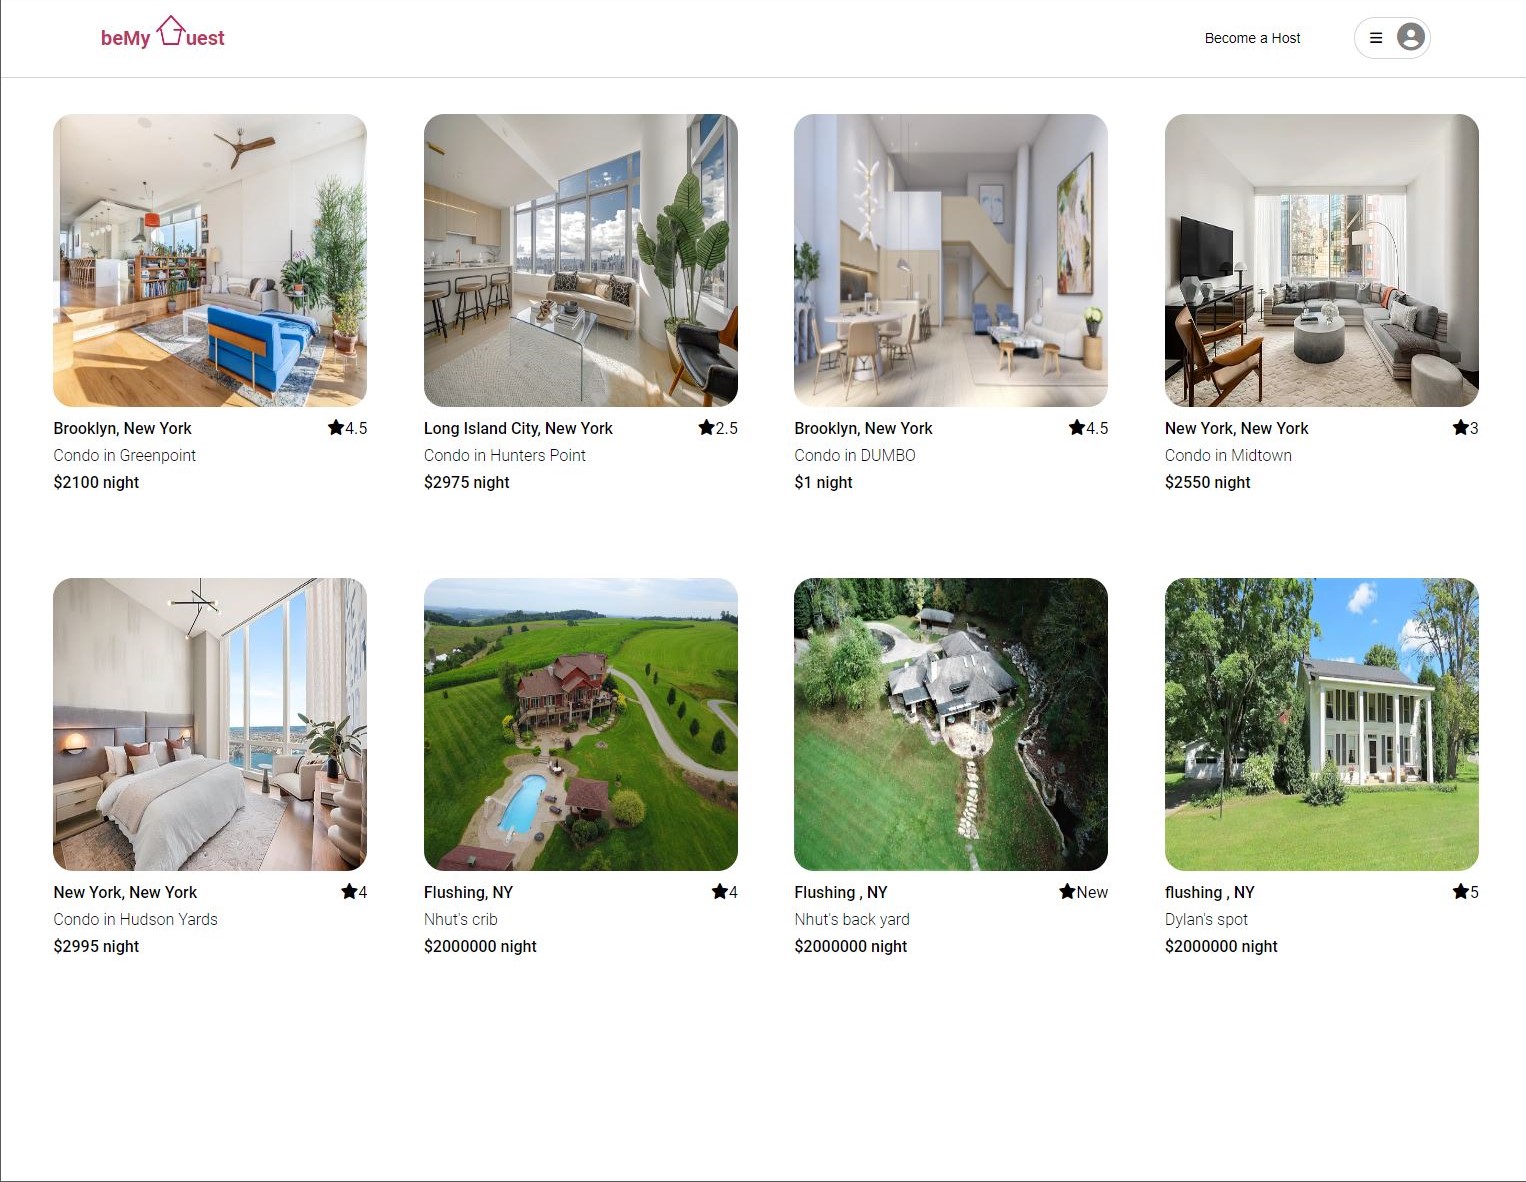 beMy Guest
Become a Host
Brooklyn, New York 4.5
Condo in Greenpoint
$2100 night
Long Island City, New York 2.5
Condo in Hunters Point
$2975 night
Brooklyn, New York 4.5
Condo in DUMBO
$1 night
New York, New York 3
Condo in Midtown
$2550 night
New York, New York 4
Condo in Hudson Yards
$2995 night
Flushing, NY 4
Nhut's crib
$2000000 night
Flushing , NY New
Nhut's back yard
$2000000 night
flushing , NY 5
Dylan's spot
$2000000 night